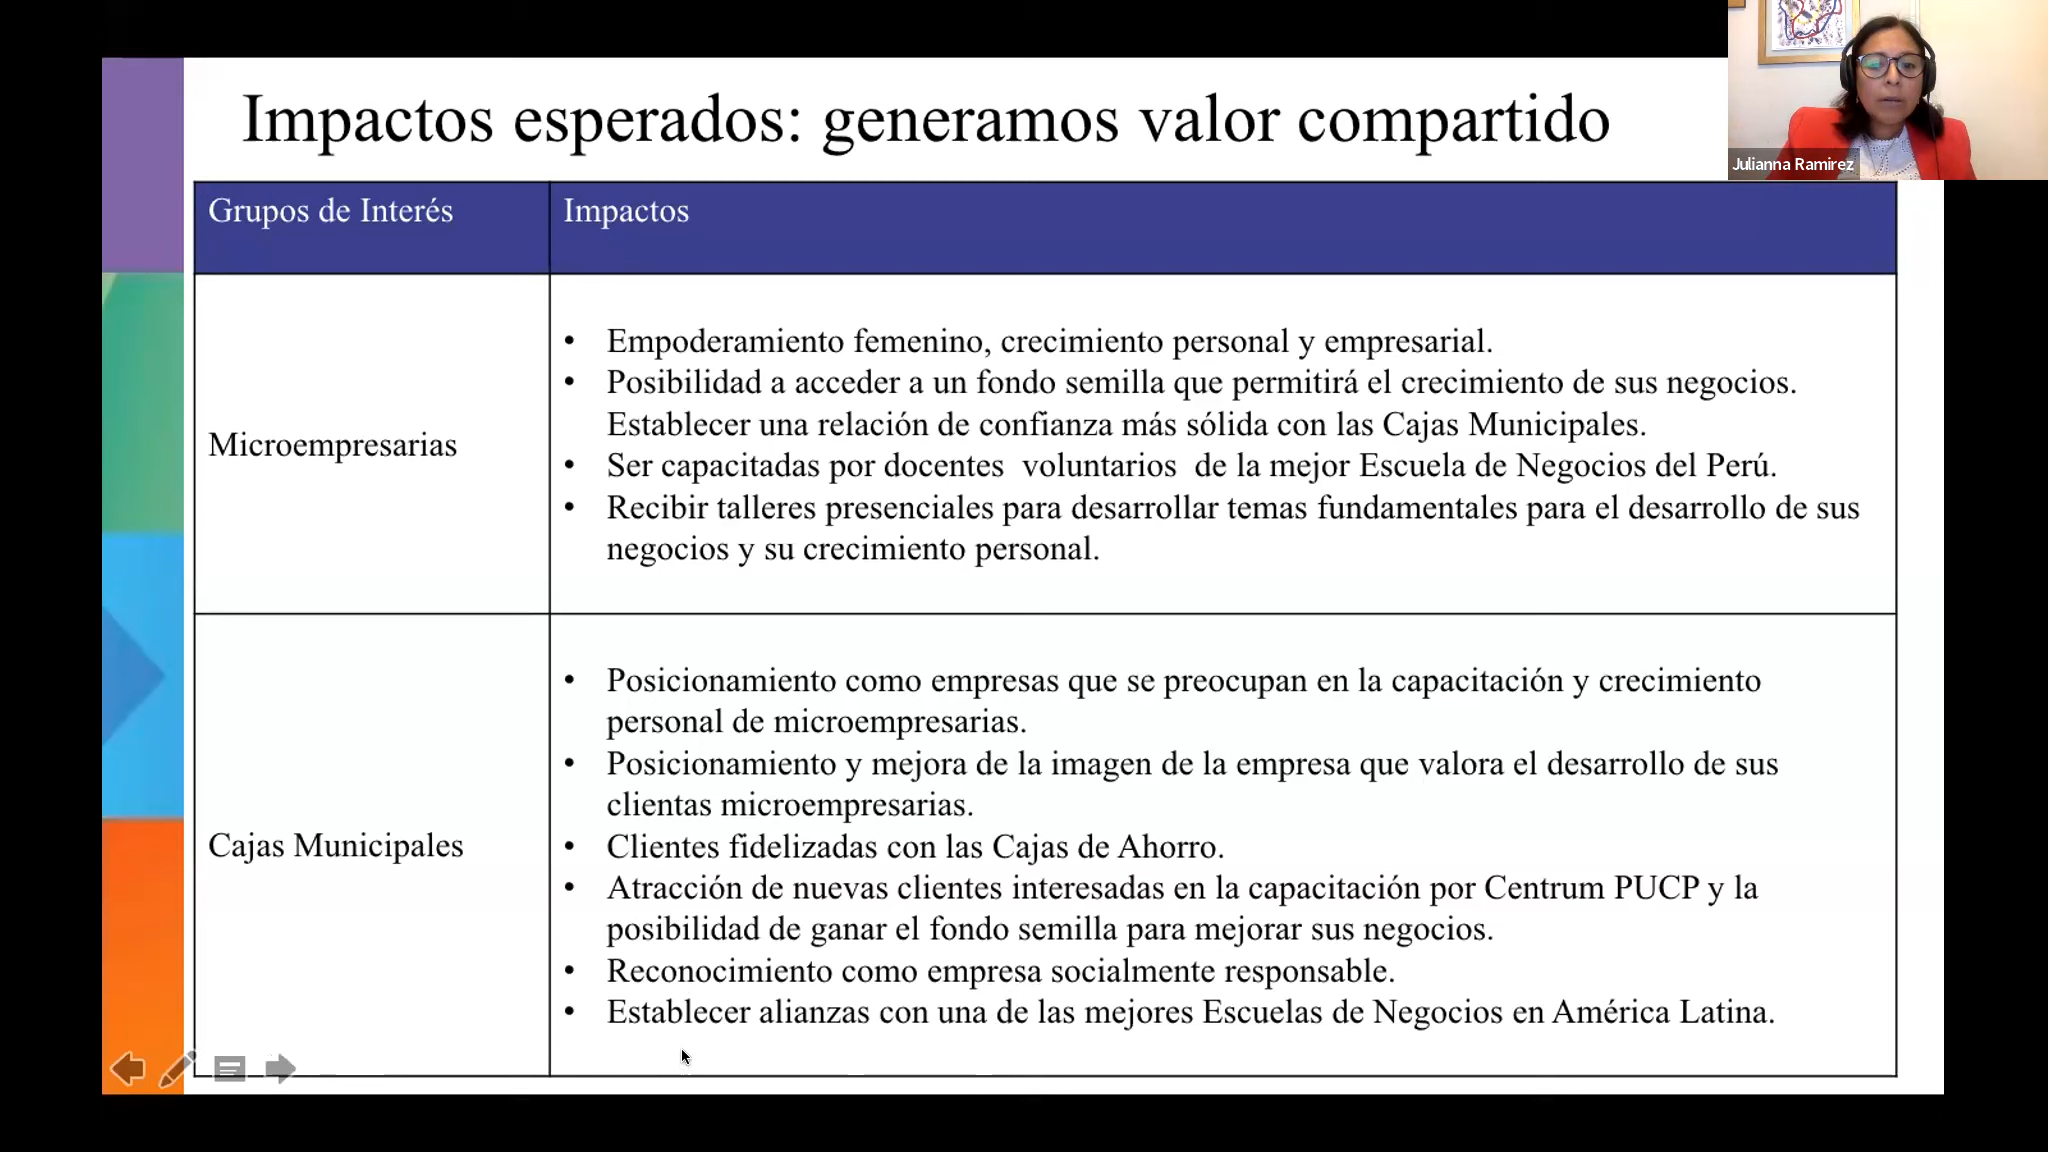 Impactos esperados: generamos valor compartido
Julianna Ramirez
Grupos de Interés
Impactos
Microempresarias
• Empoderamiento femenino, crecimiento personal y empresarial.
• Posibilidad a acceder a un fondo semilla que permitirá el crecimiento de sus negocios.
Establecer una relación de confianza más sólida con las Cajas Municipales.
• Ser capacitadas por docentes voluntarios de la mejor Escuela de Negocios del Perú.
• Recibir talleres presenciales para desarrollar temas fundamentales para el desarrollo de sus
negocios y su crecimiento personal.
Cajas Municipales
• Posicionamiento como empresas que se preocupan en la capacitación y crecimiento
personal de microempresarias.
• Posicionamiento y mejora de la imagen de la empresa que valora el desarrollo de sus
clientas microempresarias.
• Clientes fidelizadas con las Cajas de Ahorro.
• Atracción de nuevas clientes interesadas en la capacitación por Centrum PUCP y la
posibilidad de ganar el fondo semilla para mejorar sus negocios.
• Reconocimiento como empresa socialmente responsable.
• Establecer alianzas con una de las mejores Escuelas de Negocios en América Latina.